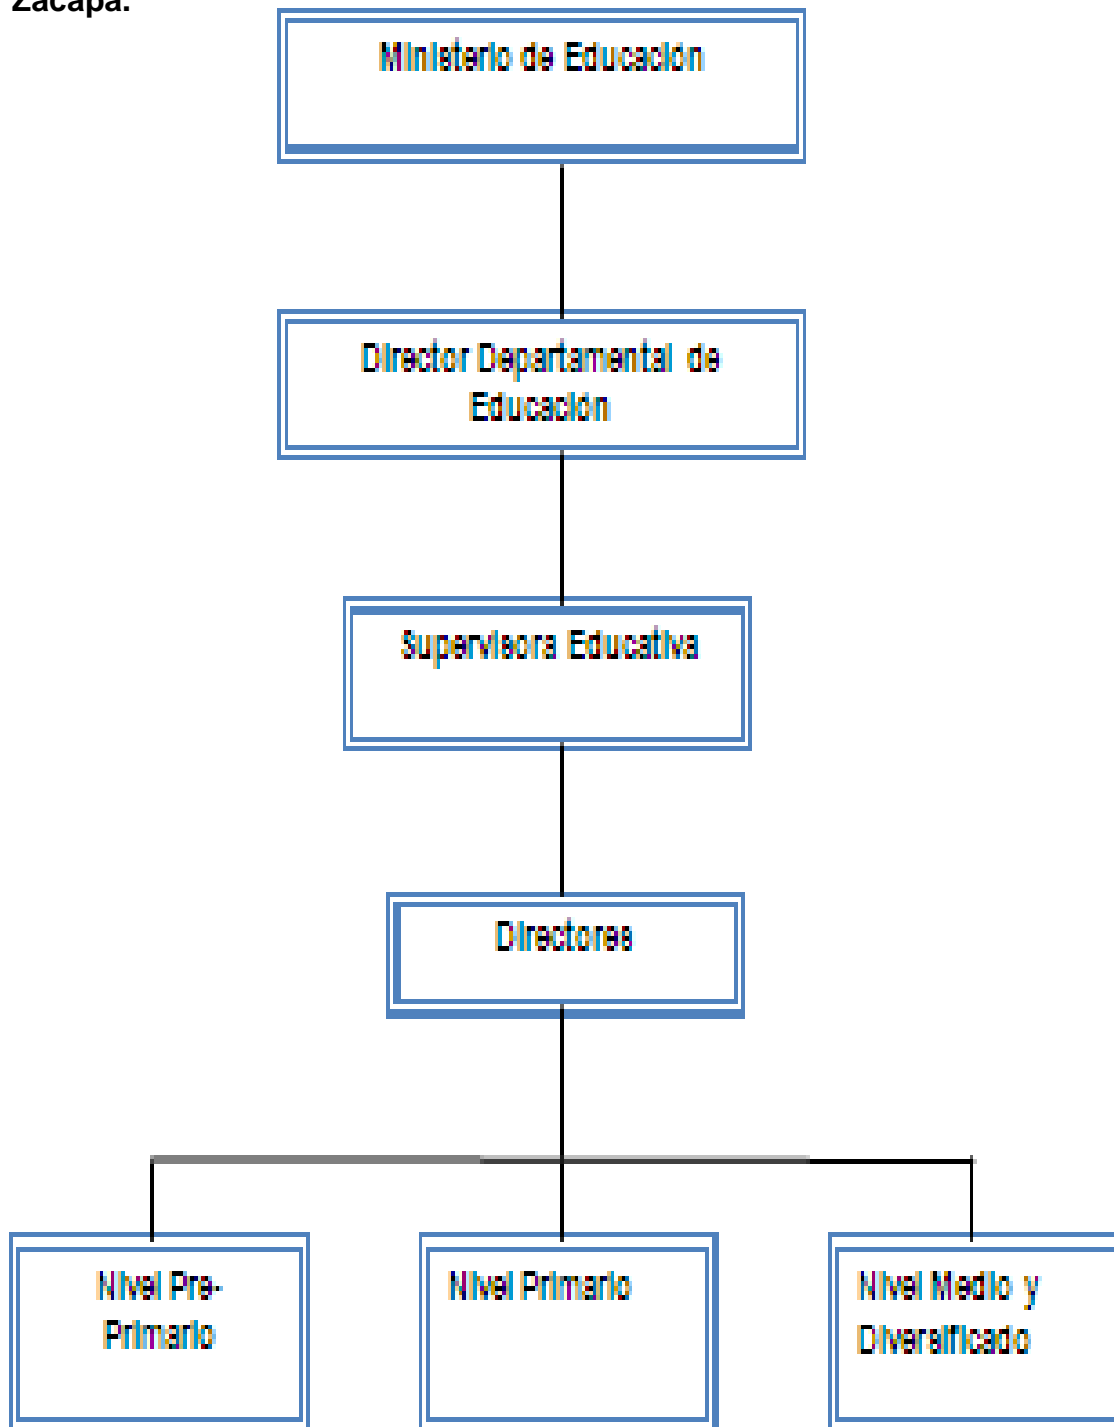 Zacapa.
Ministerio de Educación
Director Departamental de
Educación
Supervisora Educativa
Directores
Nivel Pre-
Primario
Nivel Primario
Nivel Medio y
Diversificado